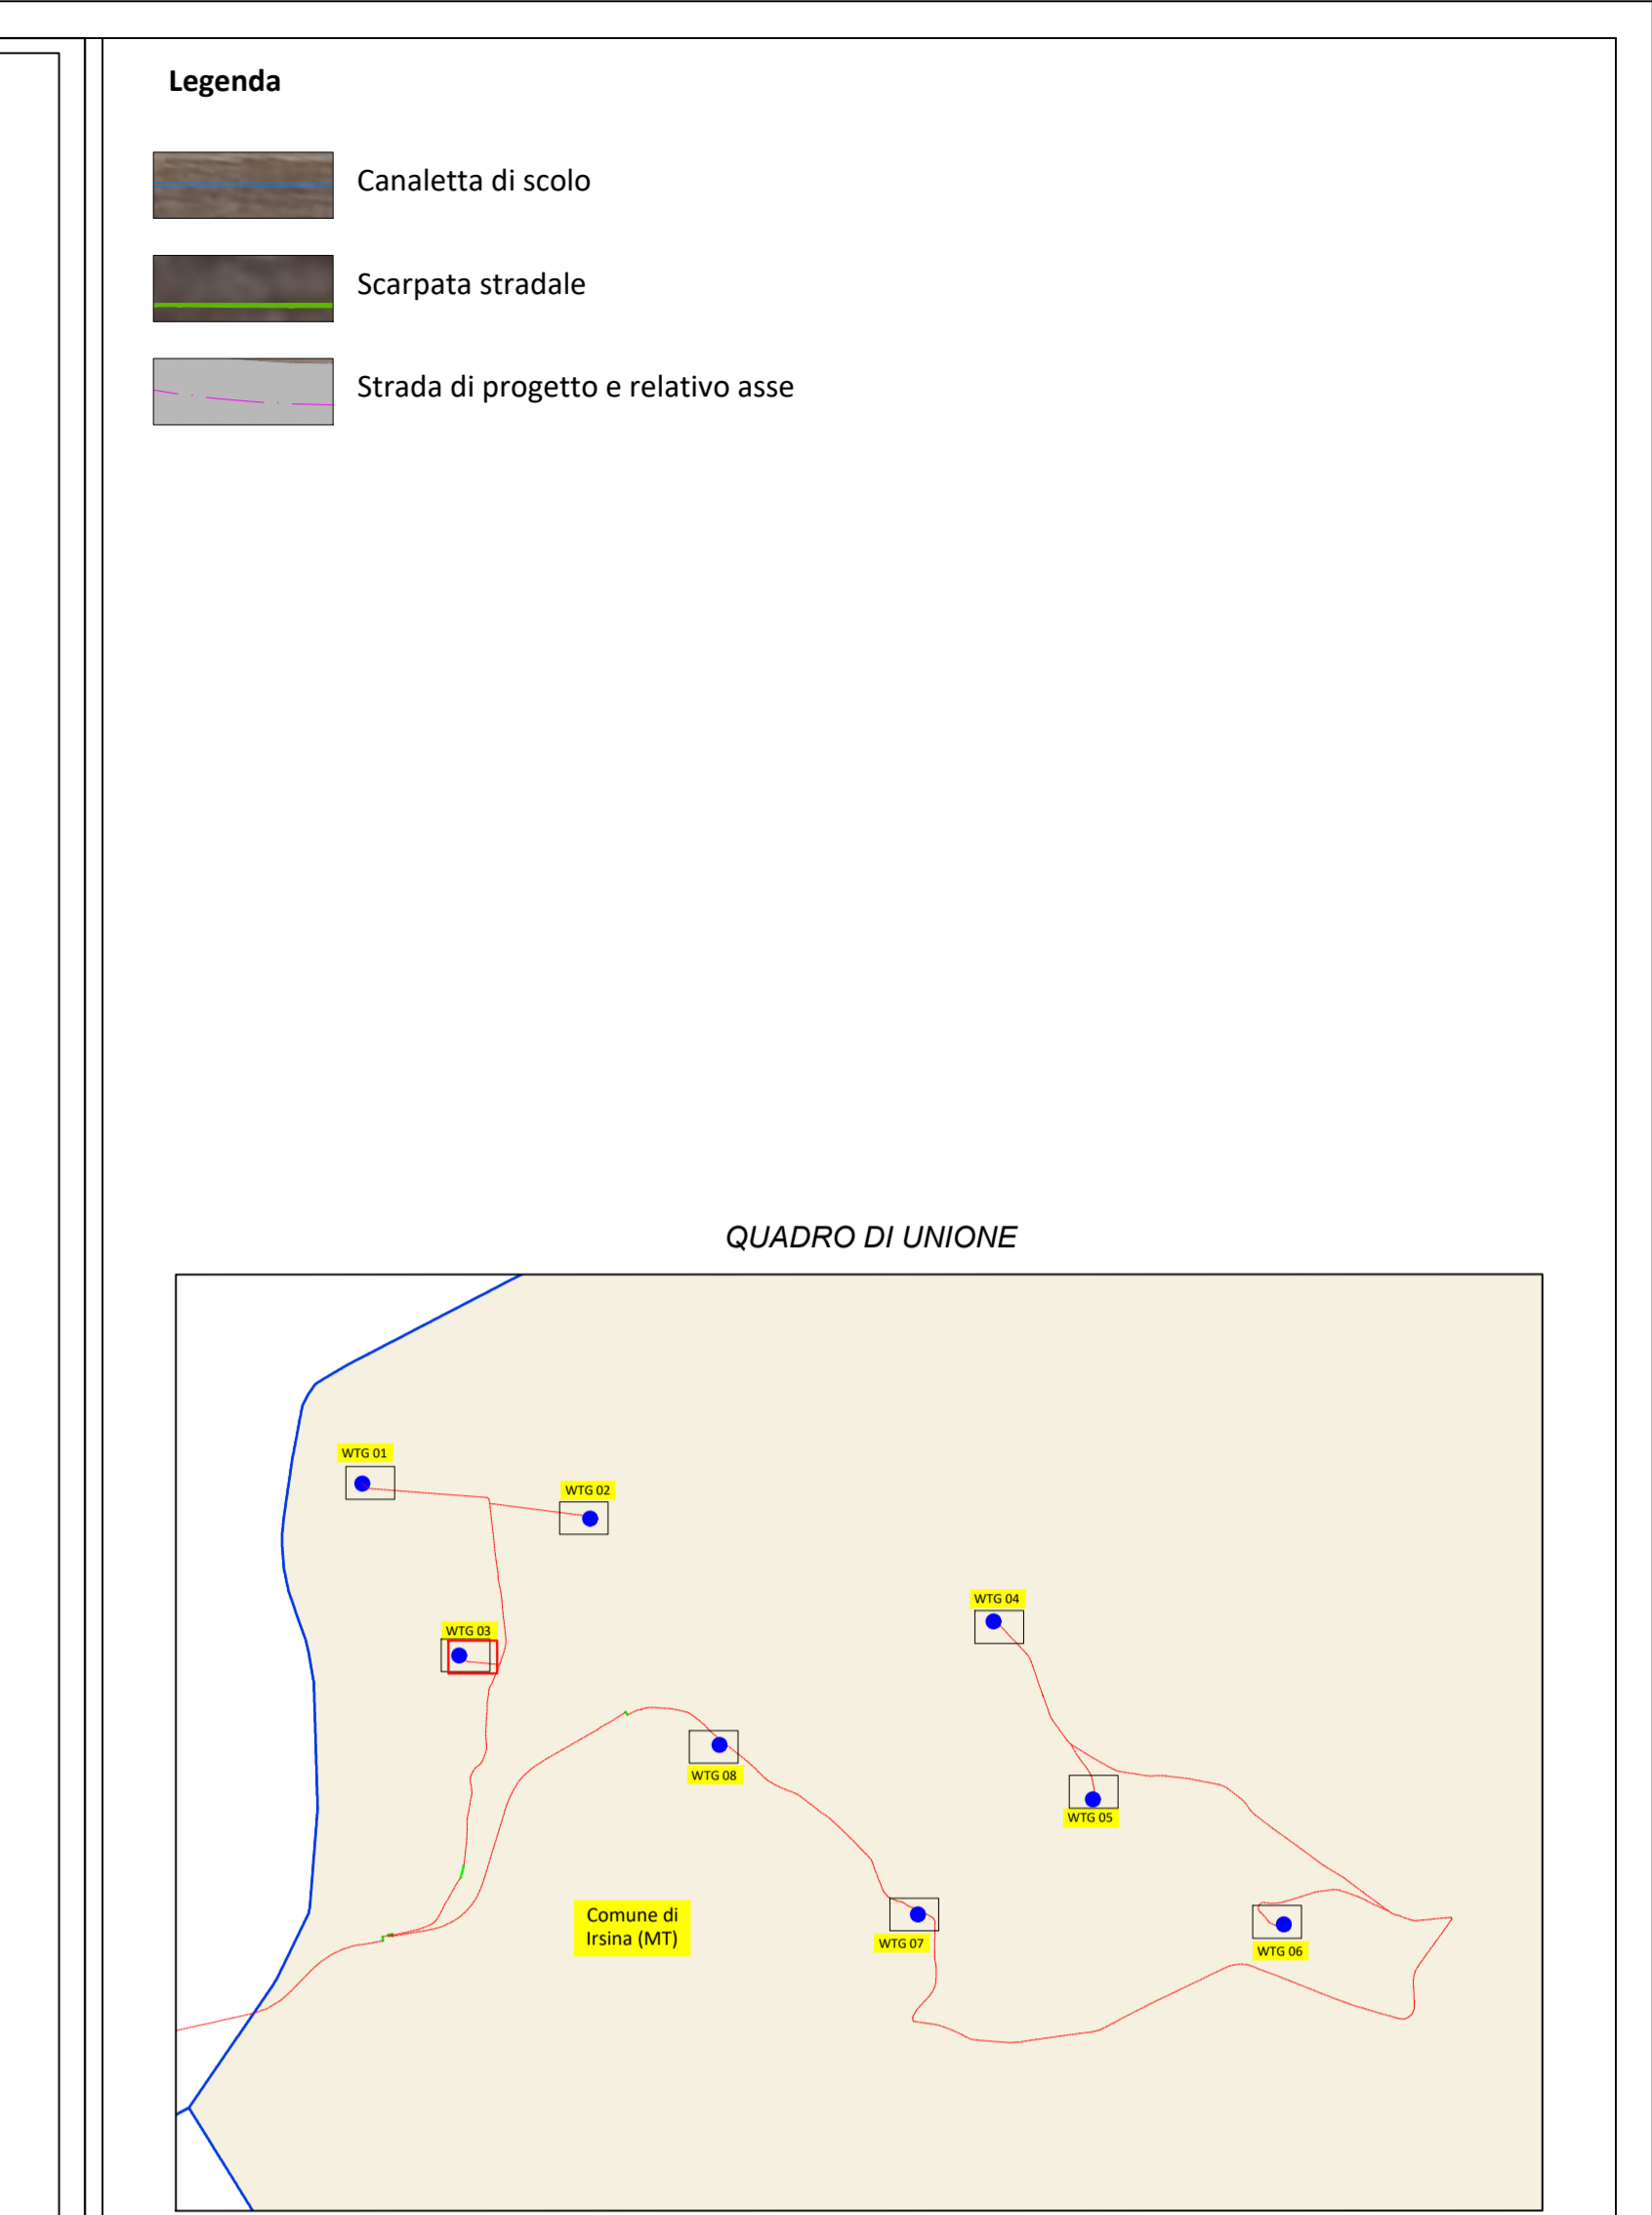 Legenda
Canaletta di scolo
Scarpata stradale
Strada di progetto e relativo asse
QUADRO DI UNIONE
WTG 01
WTG 02
WTG 04
WTG 03
WTG 08
WTG 05
Comune di
Irsina (MT)
WTG 07
WTG 06